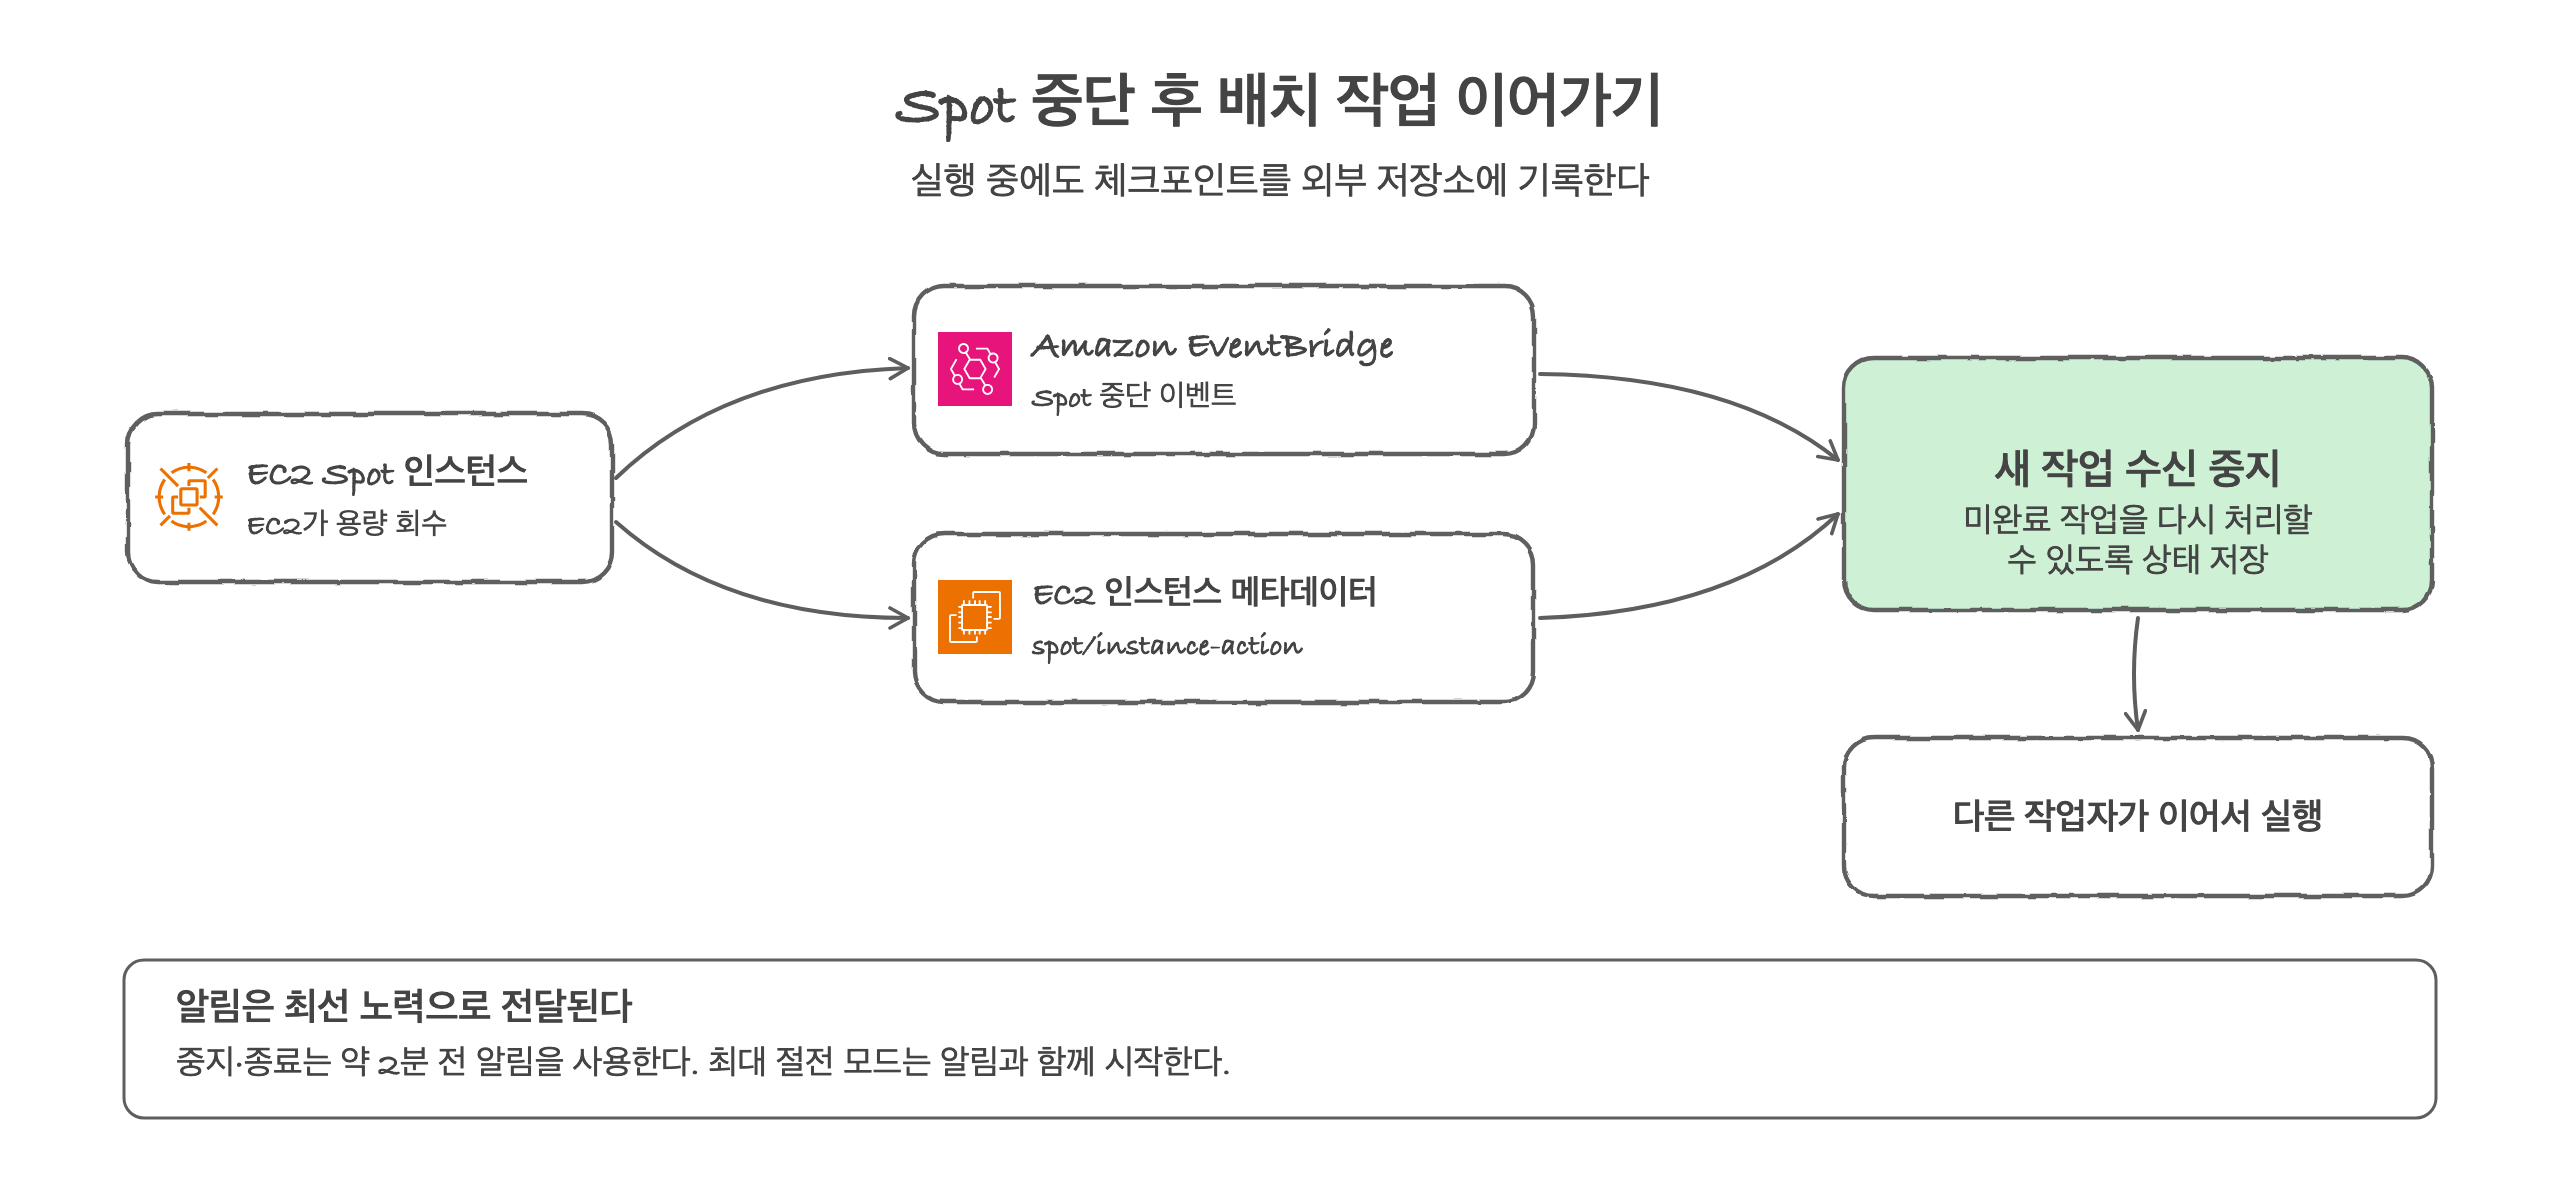 Spot 중단 후 배치 작업 이어가기
실행 중에도 체크포인트를 외부 저장소에 기록한다
EC2 Spot 인스턴스
EC2가 용량 회수
Amazon EventBridge
Spot 중단 이벤트
EC2 인스턴스 메타데이터
spot/instance-action
새 작업 수신 중지
미완료 작업을 다시 처리할
수 있도록 상태 저장
다른 작업자가 이어서 실행
알림은 최선 노력으로 전달된다
중지·종료는 약 2분 전 알림을 사용한다. 최대 절전 모드는 알림과 함께 시작한다.